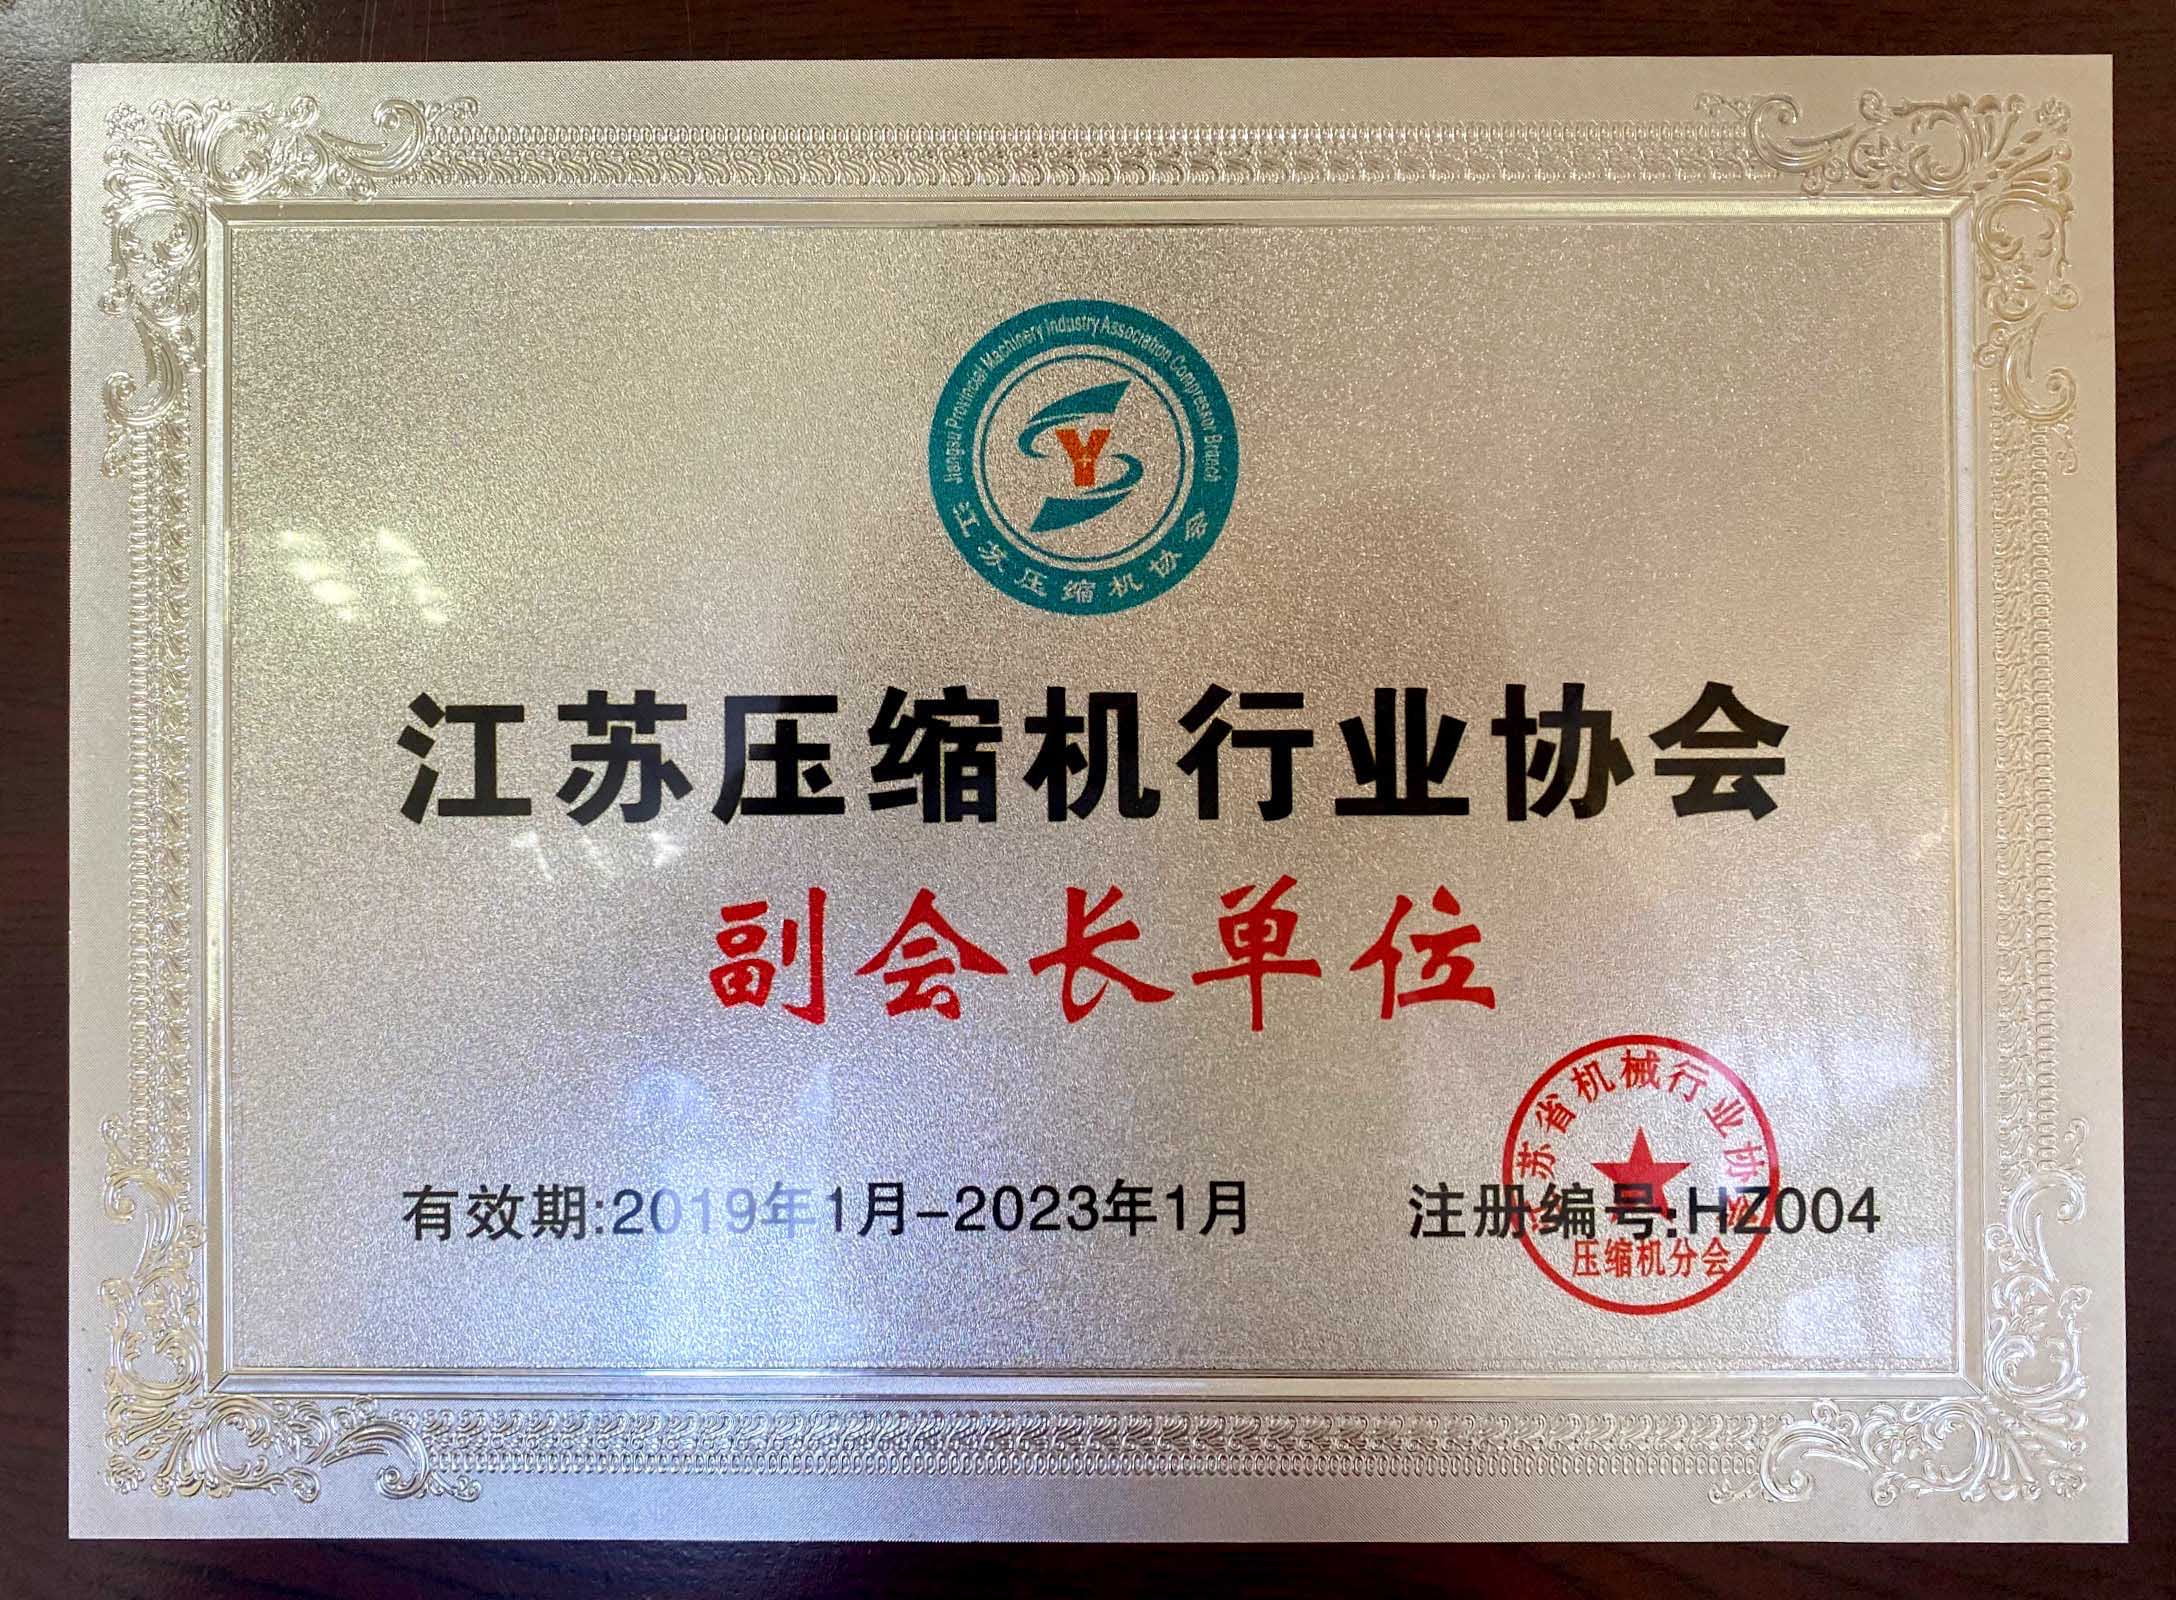 Jiangsu Provincial Machinery Industry Association Compressor Branch
江苏压缩机协会
江苏压缩机行业协会
副会长单位
有效期:2019年1月-2023年1月 注册编号:HZ004
江苏省机械行业协会
压缩机分会